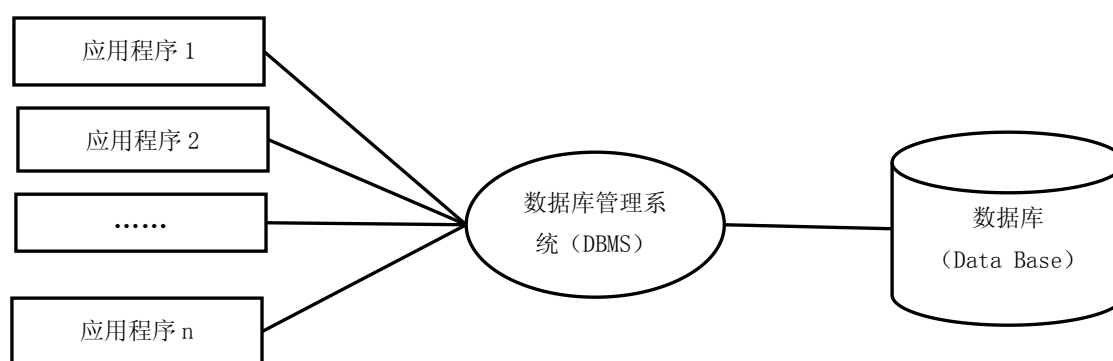 应用程序 1
应用程序 2
……
应用程序 n
数据库管理系
统（DBMS）
数据库
（Data Base）